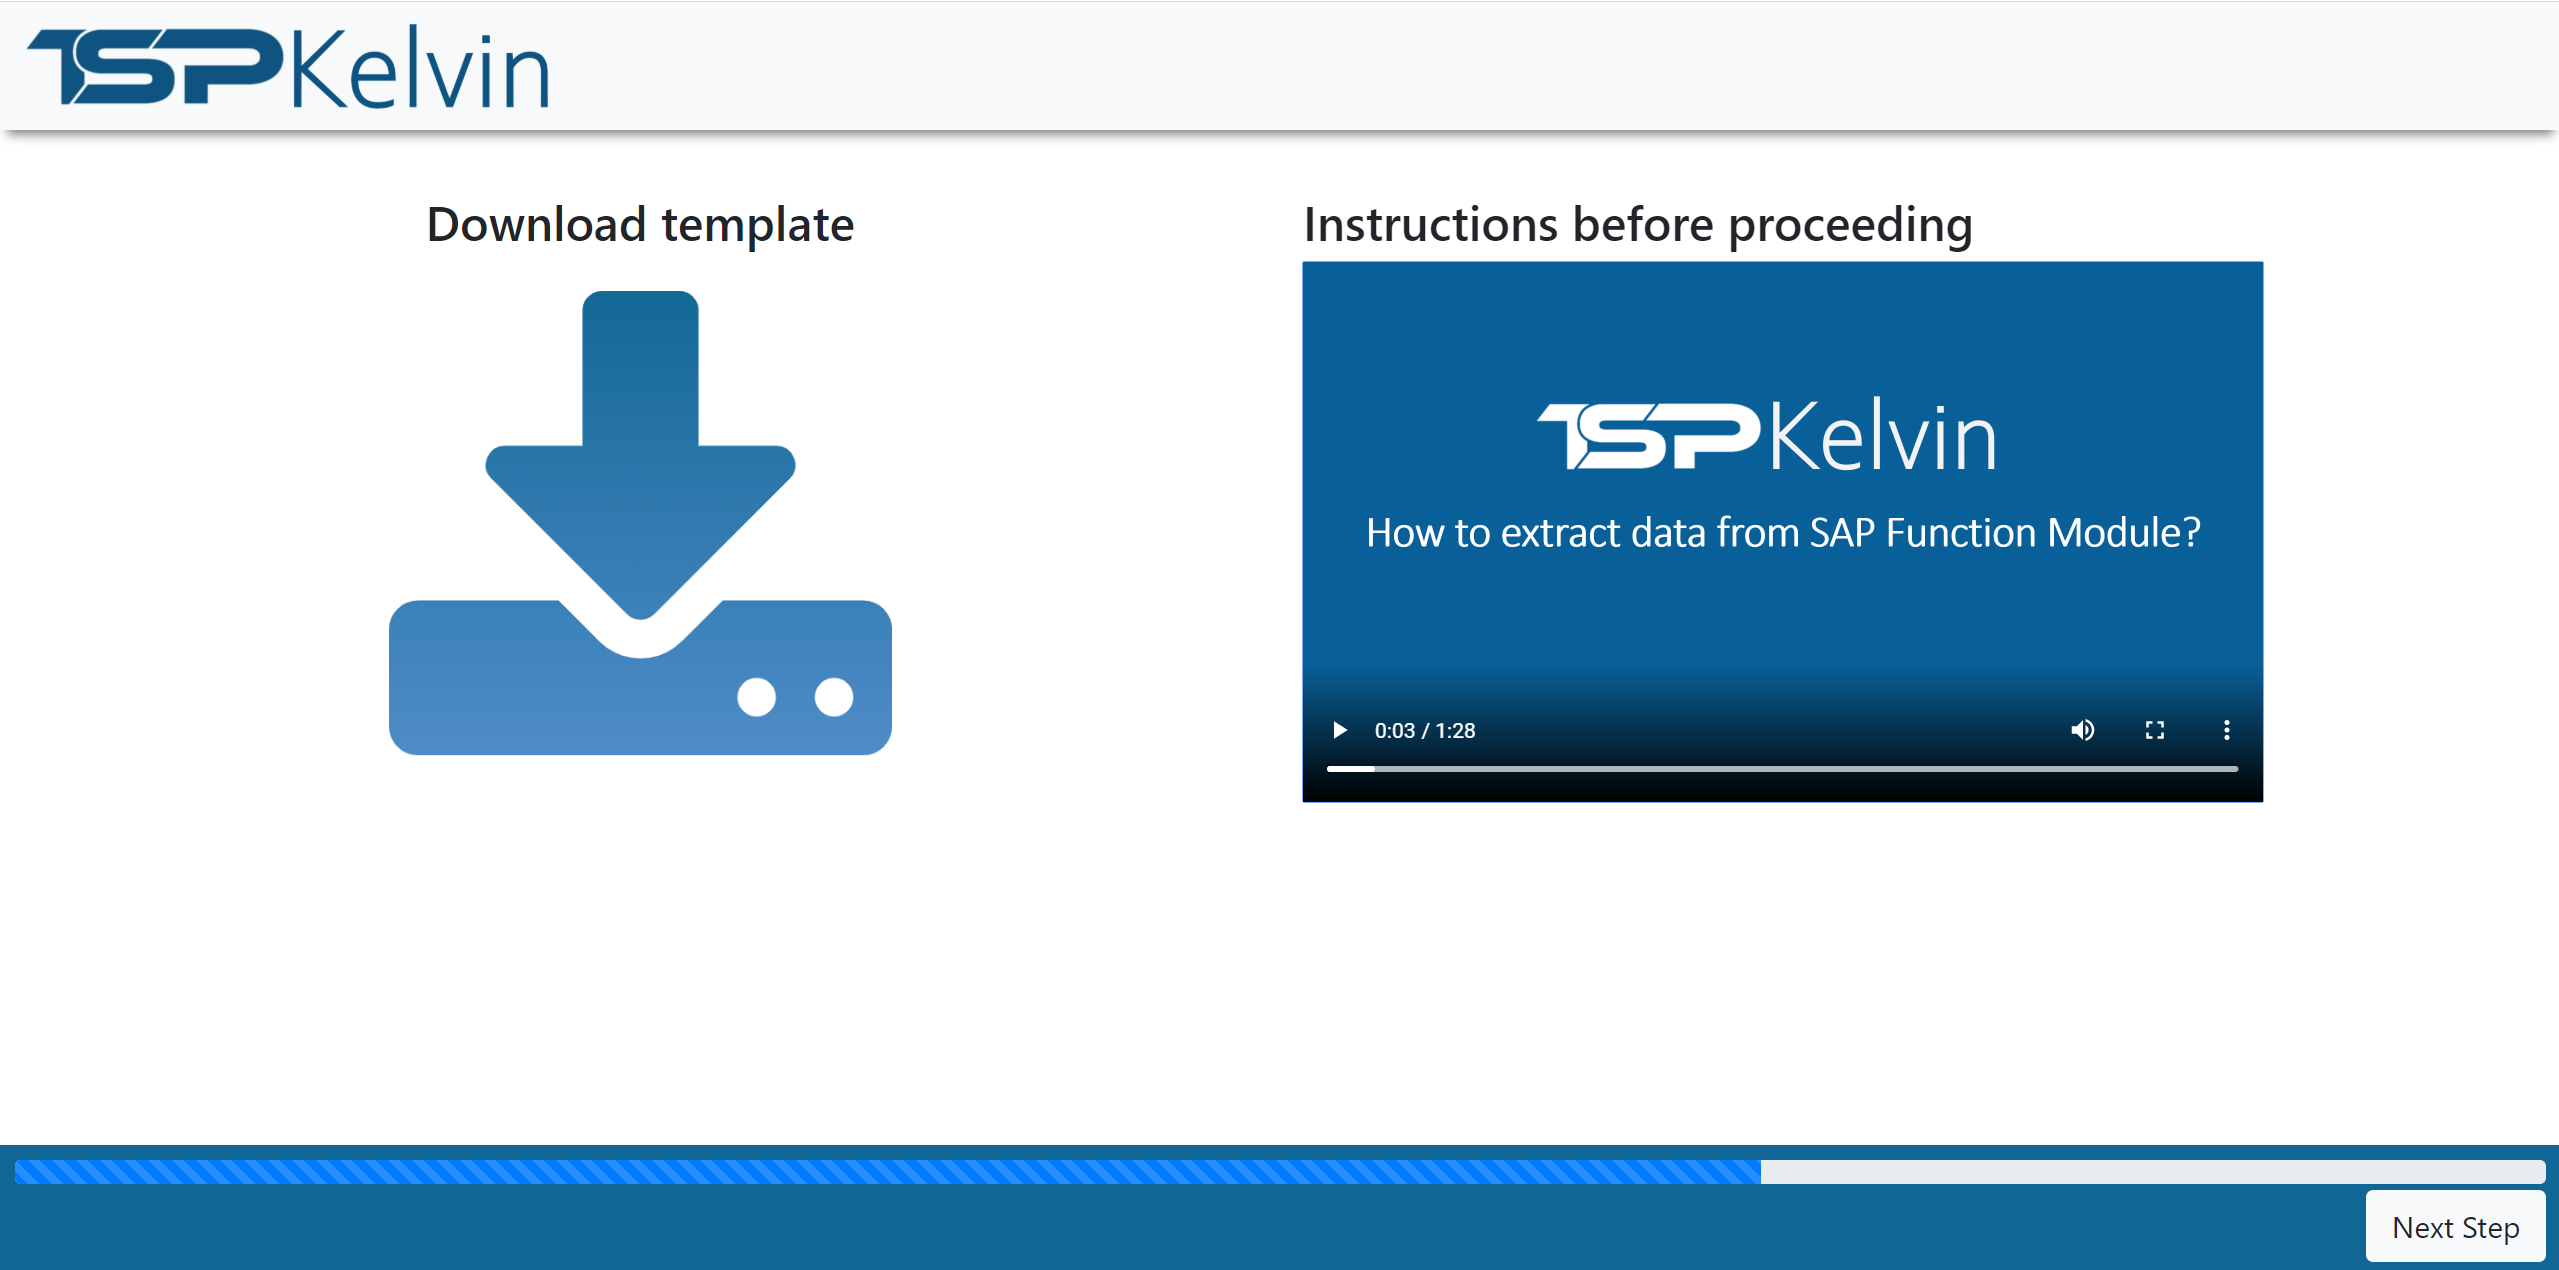 TSPKelvin
Download template
Instructions before proceeding
TSPKelvin
How to extract data from SAP Function Module?
0:03 / 1:28
Next Step